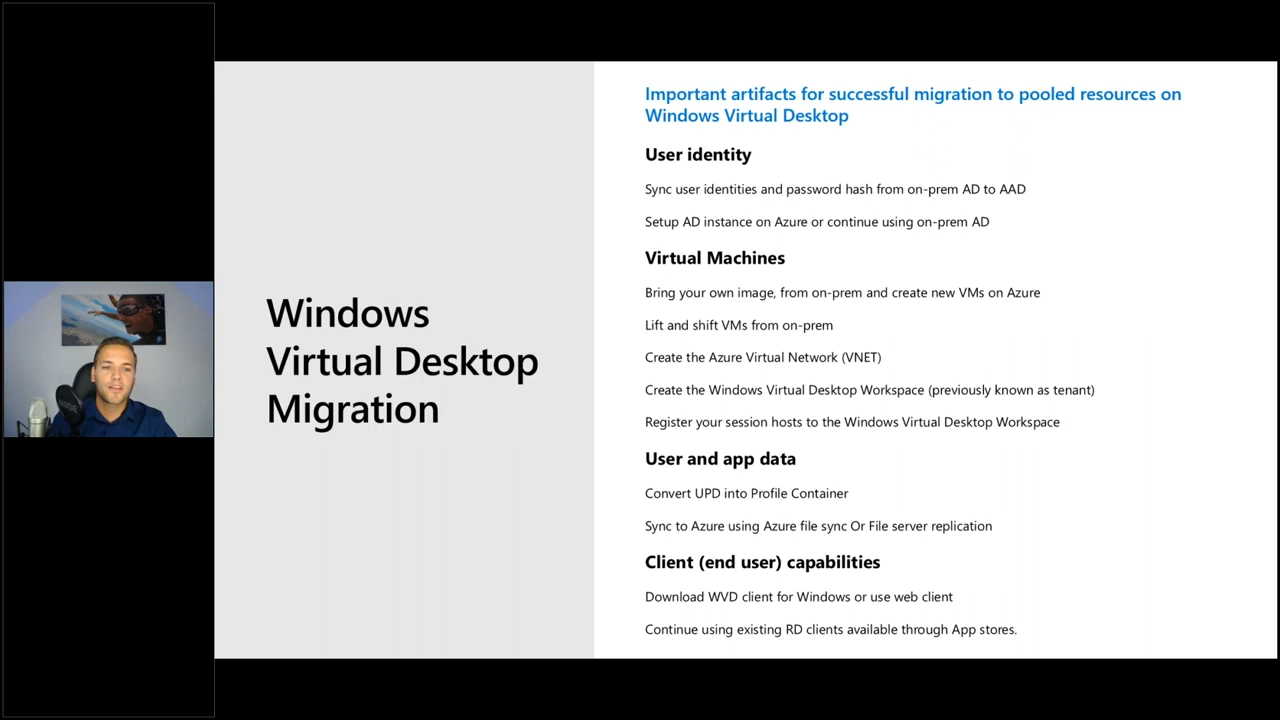 Windows
Virtual Desktop
Migration
Important artifacts for successful migration to pooled resources on
Windows Virtual Desktop
User identity
Sync user identities and password hash from on-prem AD to AAD
Setup AD instance on Azure or continue using on-prem AD
Virtual Machines
Bring your own image, from on-prem and create new VMs on Azure
Lift and shift VMs from on-prem
Create the Azure Virtual Network (VNET)
Create the Windows Virtual Desktop Workspace (previously known as tenant)
Register your session hosts to the Windows Virtual Desktop Workspace
User and app data
Convert UPD into Profile Container
Sync to Azure using Azure file sync Or File server replication
Client (end user) capabilities
Download WVD client for Windows or use web client
Continue using existing RD clients available through App stores.